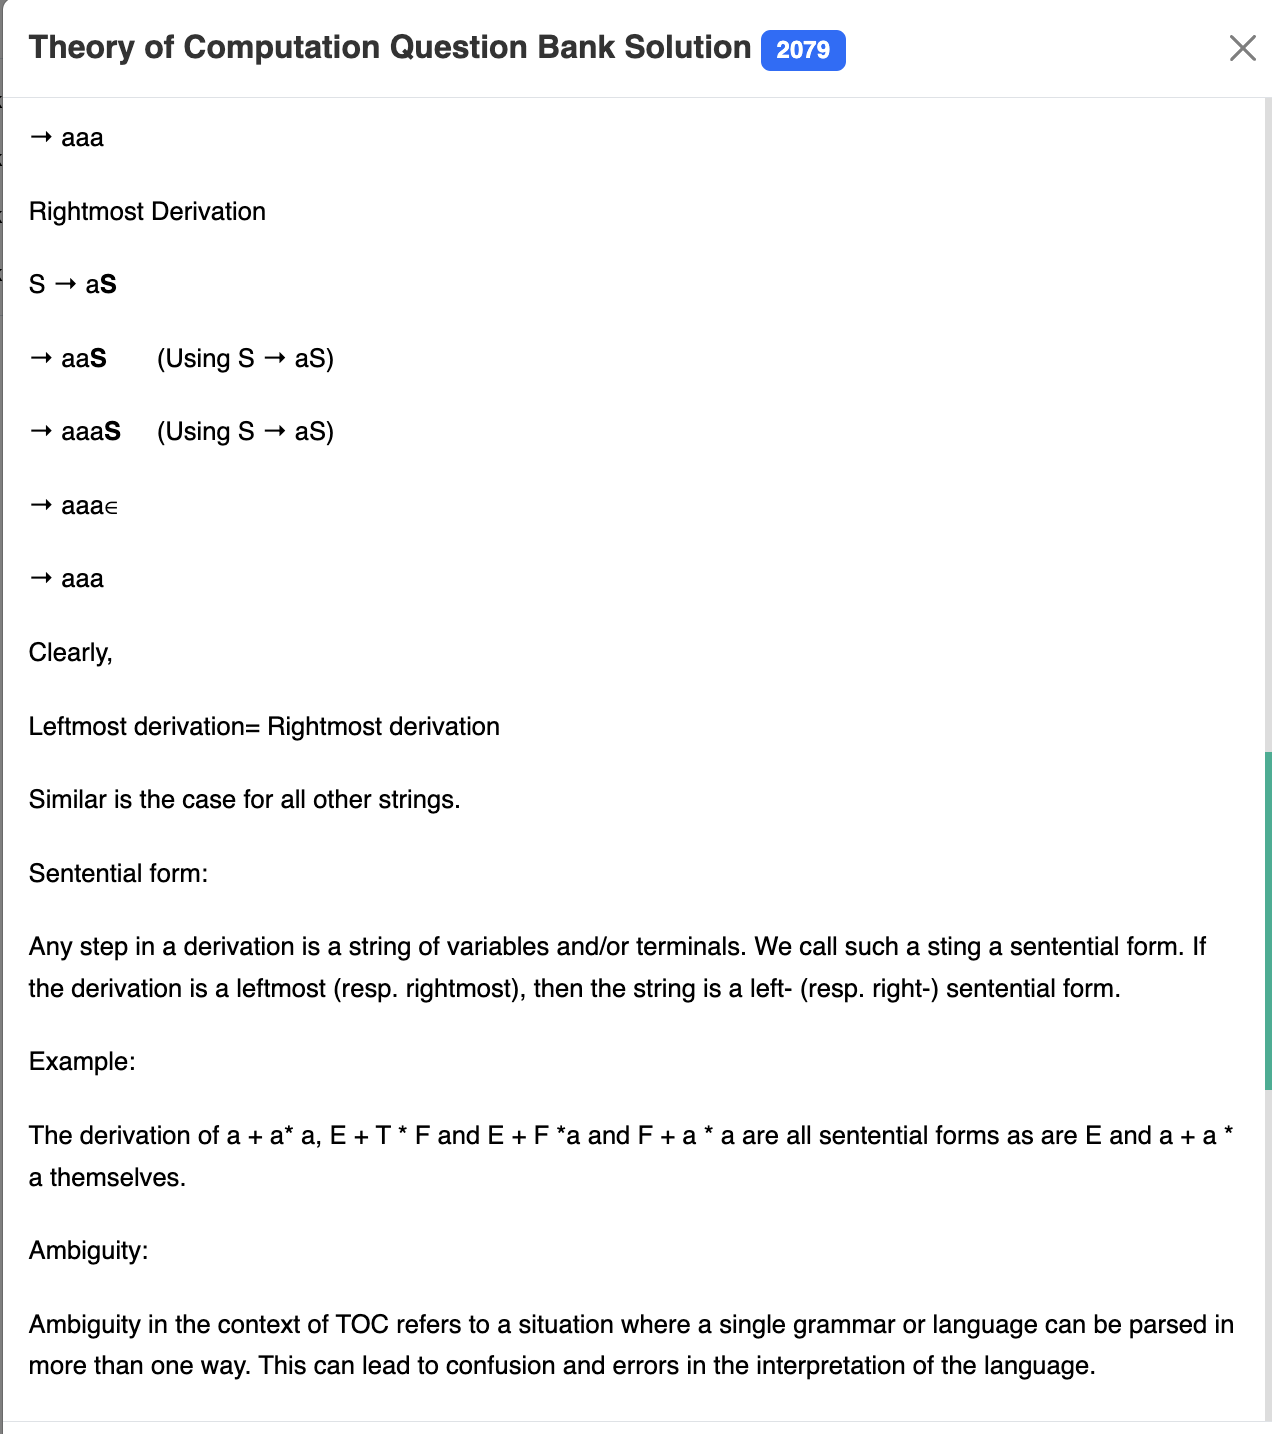 Theory of Computation Question Bank Solution 2079
→ aaa
Rightmost Derivation
S → aS
→ aaS (Using S → aS)
→ aaaS (Using S → aS)
→ aaa∈
→ aaa
Clearly,
Leftmost derivation= Rightmost derivation
Similar is the case for all other strings.
Sentential form:
Any step in a derivation is a string of variables and/or terminals. We call such a sting a sentential form. If
the derivation is a leftmost (resp. rightmost), then the string is a left- (resp. right-) sentential form.
Example:
The derivation of a + a* a, E + T * F and E + F *a and F + a * a are all sentential forms as are E and a + a *
a themselves.
Ambiguity:
Ambiguity in the context of TOC refers to a situation where a single grammar or language can be parsed in
more than one way. This can lead to confusion and errors in the interpretation of the language.